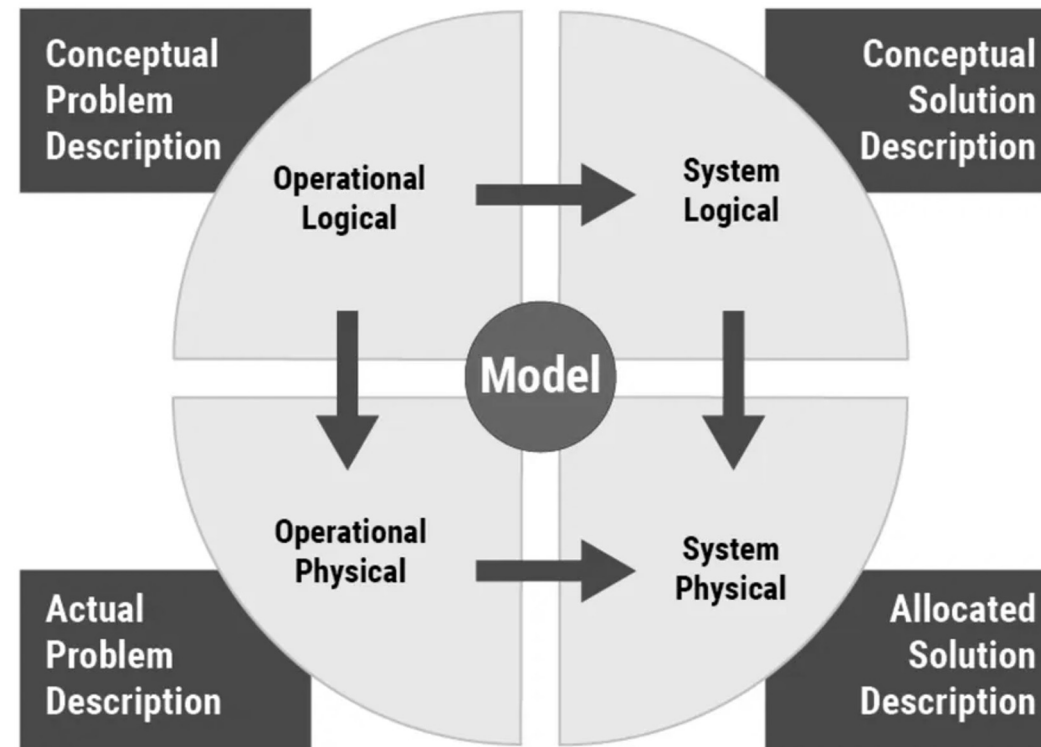 Conceptual
Problem
Description
Conceptual
Solution
Description
Operational
Logical
System
Logical
Model
Operational
Physical
System
Physical
Actual
Problem
Description
Allocated
Solution
Description